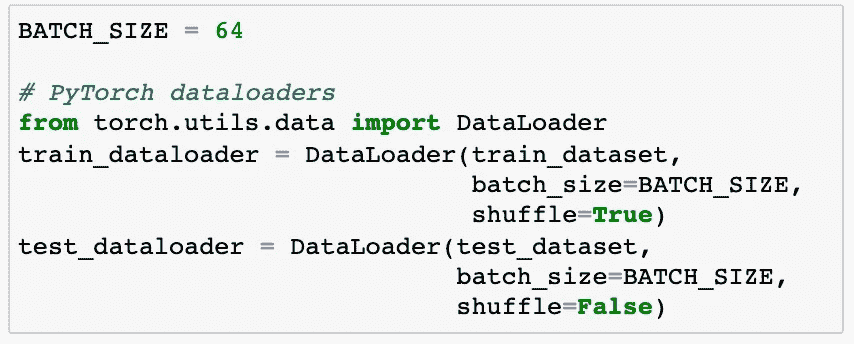 BATCH_SIZE = 64
# PyTorch dataloaders
from torch.utils.data import DataLoader
train_dataloader = DataLoader(train_dataset,
                              batch_size=BATCH_SIZE,
                              shuffle=True)
test_dataloader = DataLoader(test_dataset,
                             batch_size=BATCH_SIZE,
                             shuffle=False)